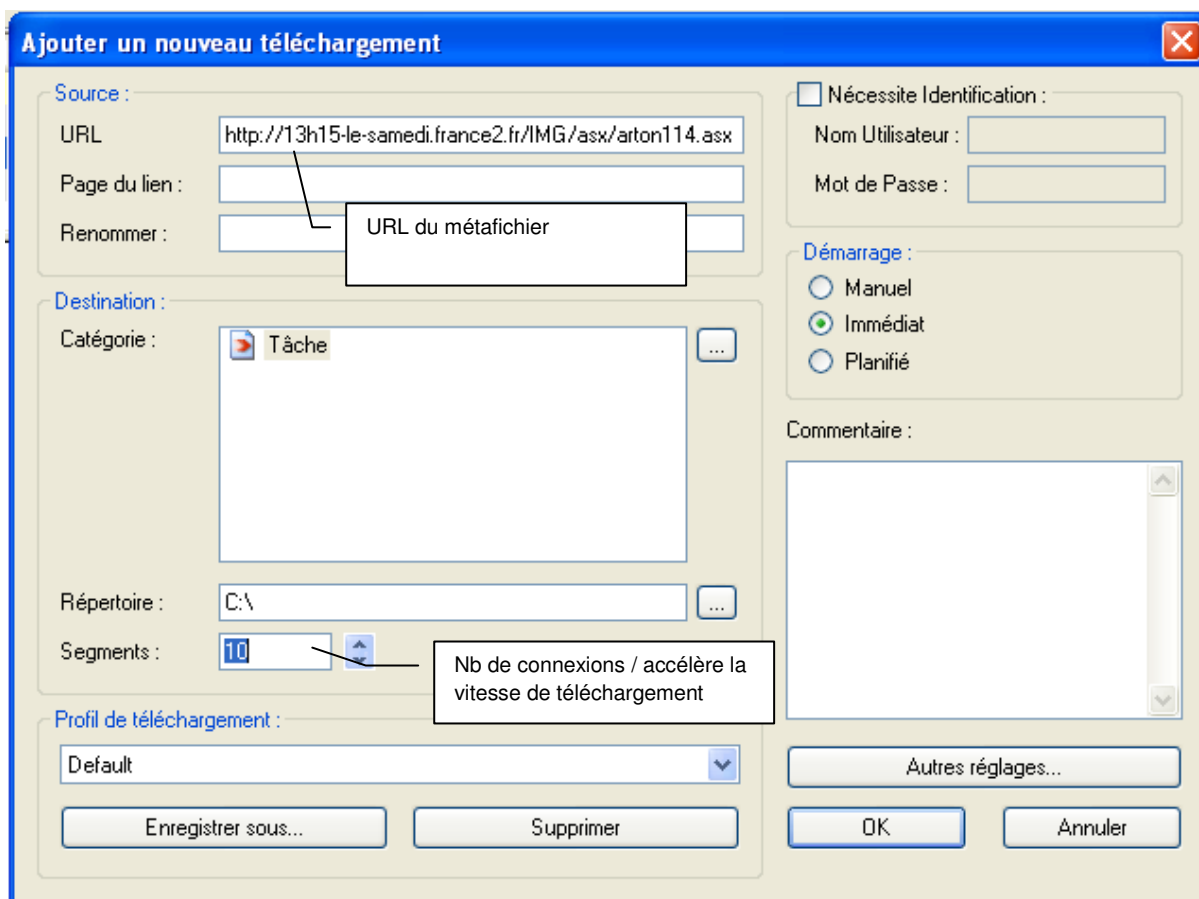 Ajouter un nouveau téléchargement
Source :
URL
http://13h15-le-samedi.france2.fr/IMG/asx/arton114.asx
Page du lien :
Renommer :
URL du métafichier
Destination :
Catégorie :
Tâche
...
Répertoire :
C:\
...
Segments :
10
Nb de connexions / accélère la
vitesse de téléchargement
Profil de téléchargement :
Default
Enregistrer sous...
Supprimer
Nécessite Identification :
Nom Utilisateur :
Mot de Passe :
Démarrage :
Manuel
Immédiat
Planifié
Commentaire :
Autres réglages...
OK
Annuler